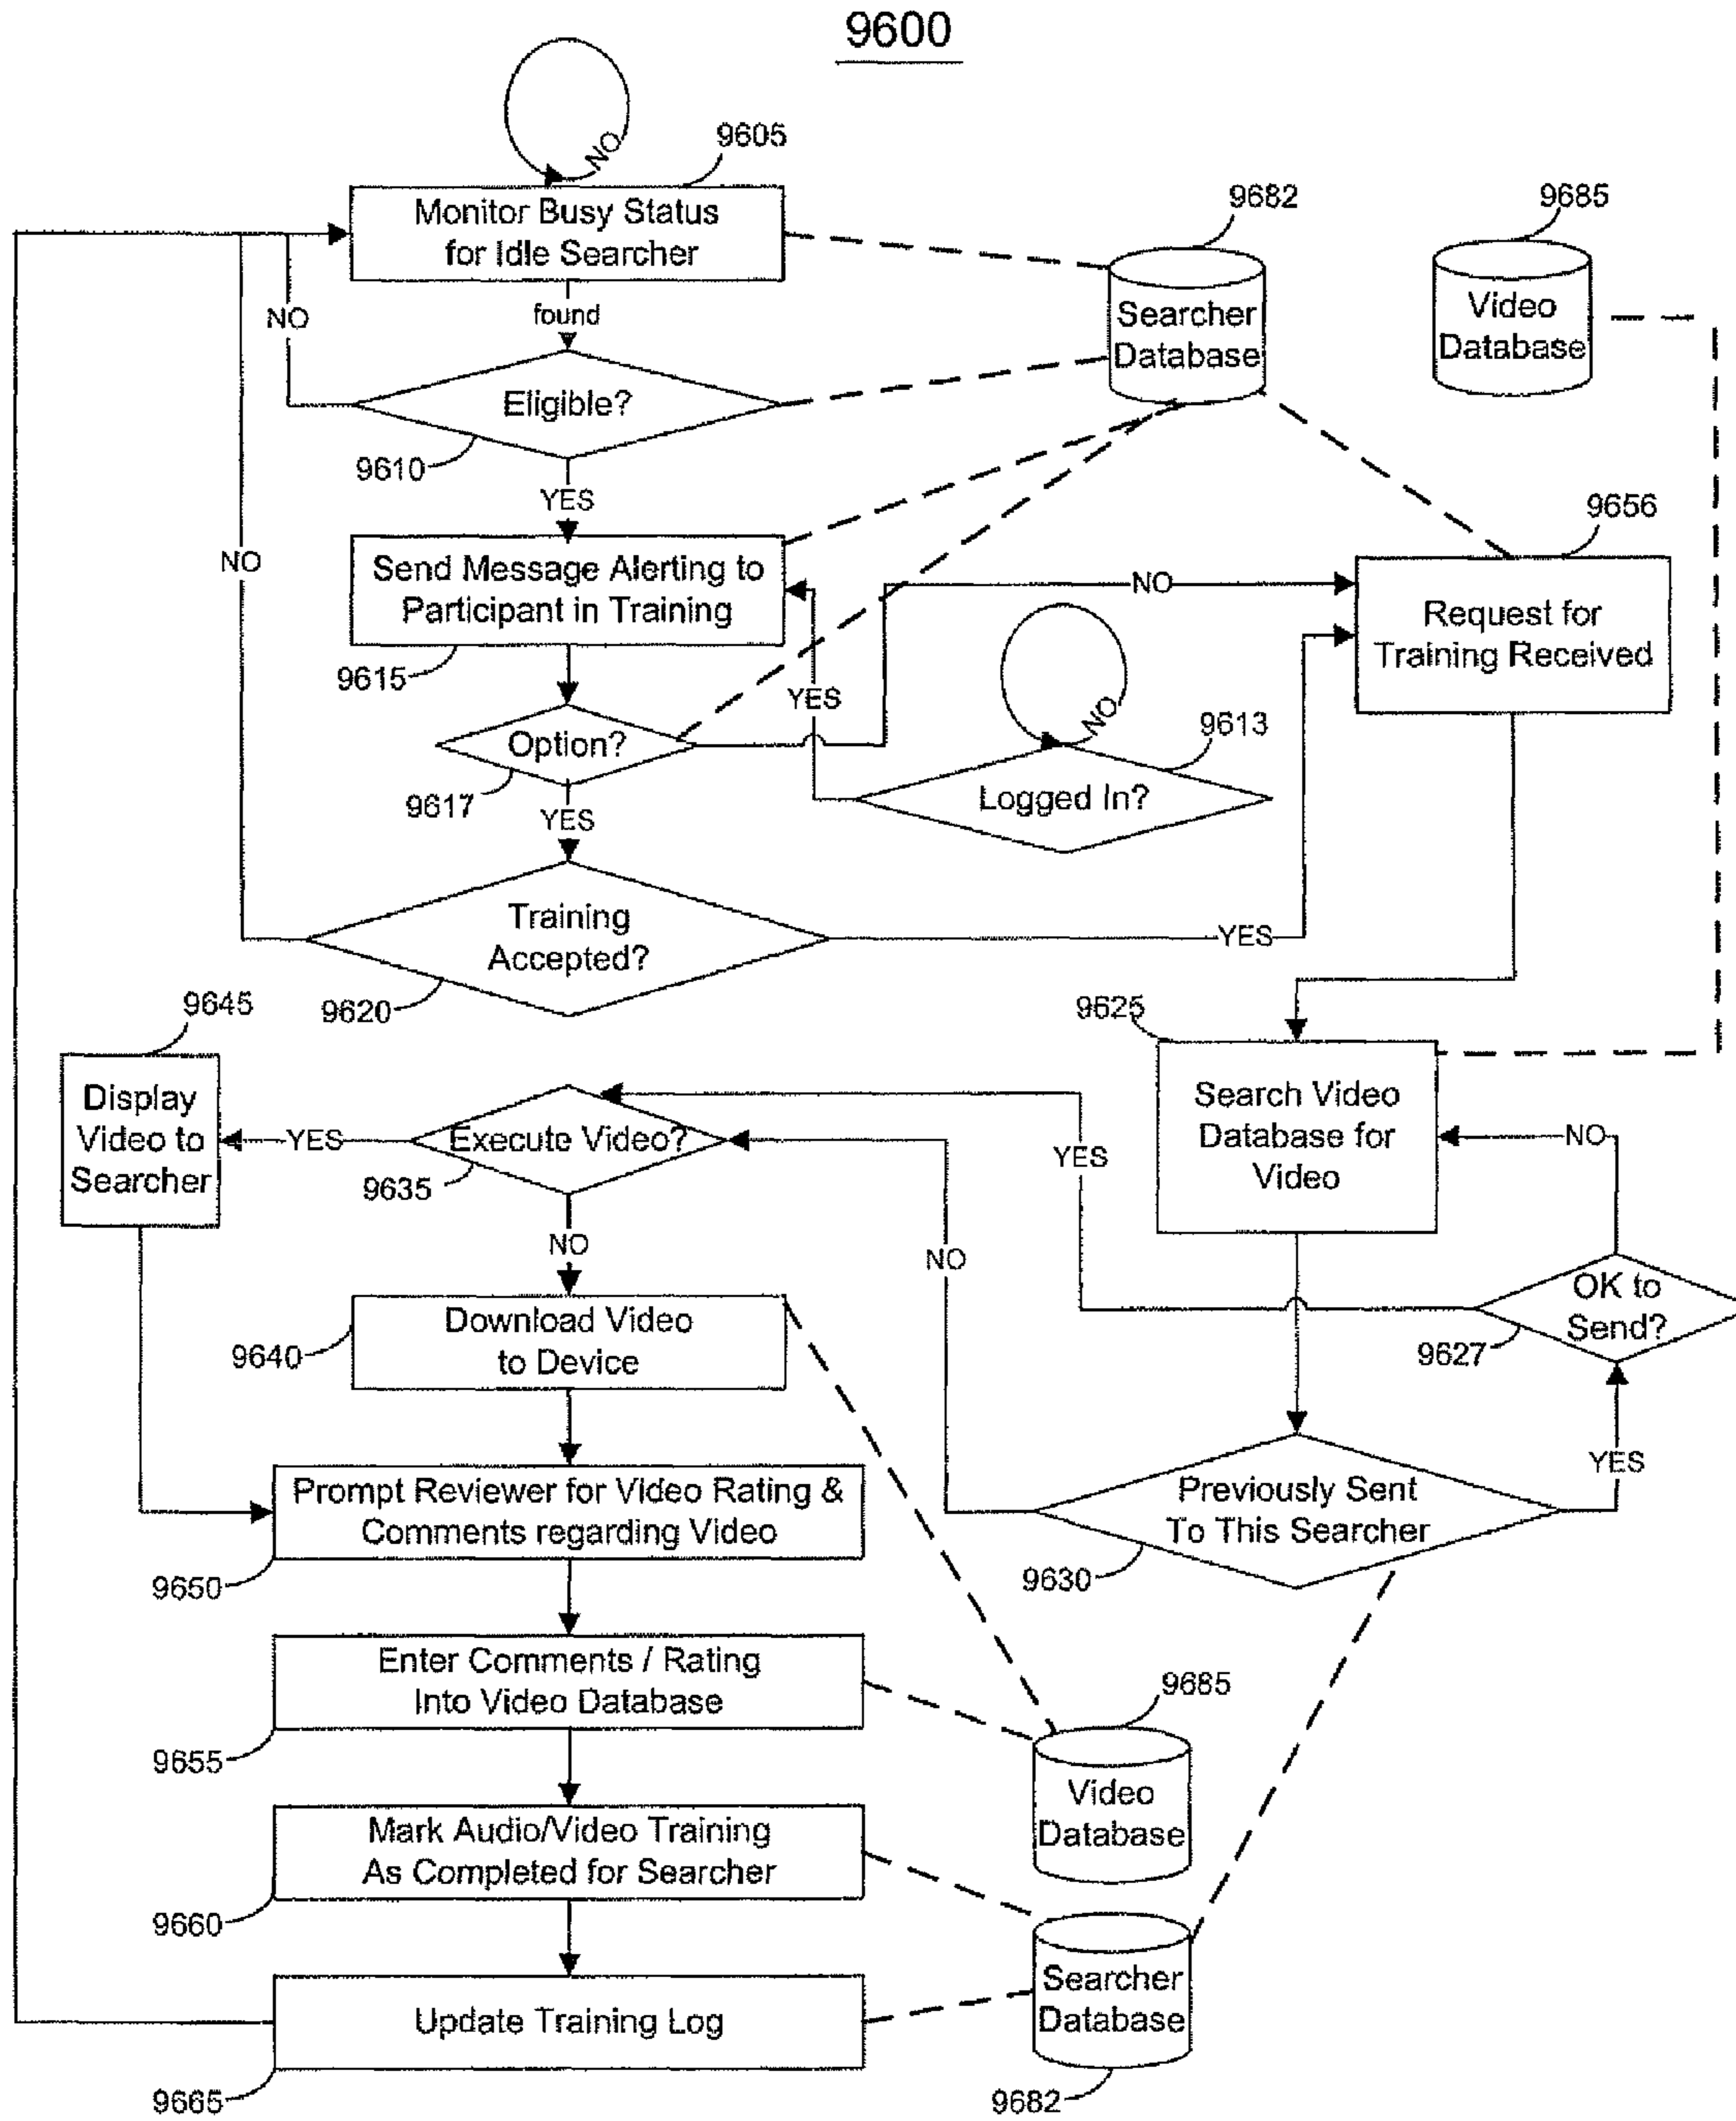 9600
NO
9605
Monitor Busy Status
for Idle Searcher
9682
9685
Searcher
Database
Video
Database
NO
found
Eligible?
9610
YES
NO
9656
Send Message Alerting to
Participant in Training
NO
Request for
Training Received
9615
YES
NO
9613
Option?
9617
Logged In?
YES
Training
Accepted?
YES
9620
9645
9625
Display
Video to
Searcher
YES
Execute Video?
9635
YES
Search Video
Database for
Video
NO
NO
NO
OK to
Send?
9627
Download Video
to Device
9640
YES
Prompt Reviewer for Video Rating &
Comments regarding Video
9650
Previously Sent
To This Searcher
9630
Enter Comments / Rating
Into Video Database
9655
9685
Video
Database
Mark Audio/Video Training
As Completed for Searcher
9660
Searcher
Database
Update Training Log
9665
9682